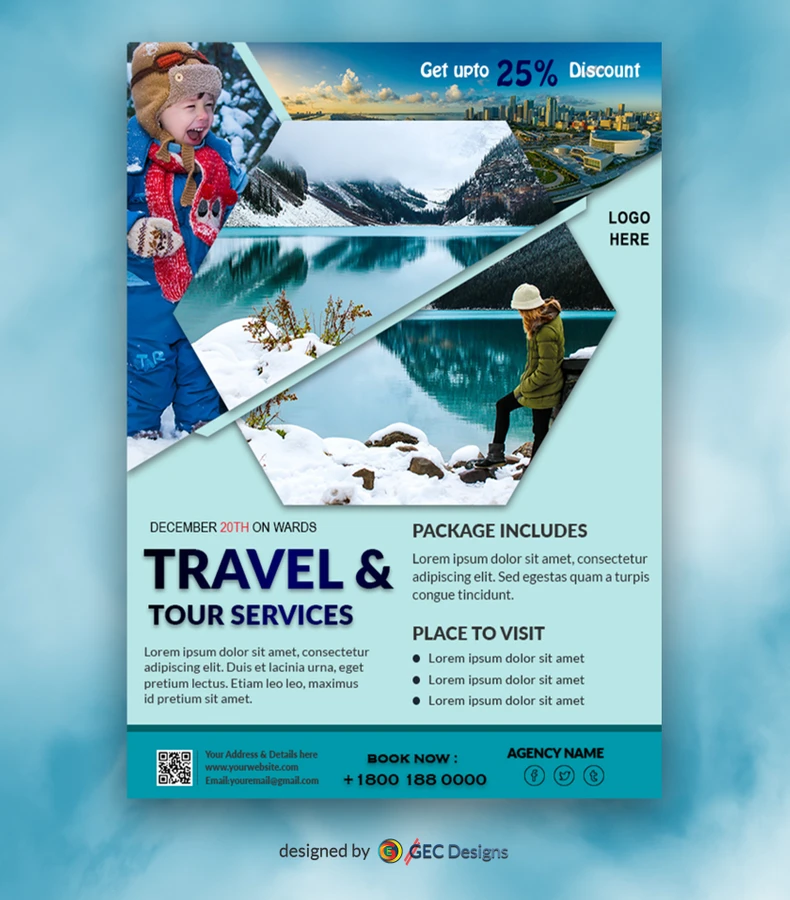 Get upto 25% Discount
LOGO
HERE
DECEMBER 20TH ON WARDS
TRAVEL &
TOUR SERVICES
Lorem ipsum dolor sit amet, consectetur
adipiscing elit. Duis et lacinia urna, eget
pretium lectus. Etiam leo leo, maximus
id pretium sit amet.
PACKAGE INCLUDES
Lorem ipsum dolor sit amet, consectetur
adipiscing elit. Sed egestas quam a turpis
congue tincidunt.
PLACE TO VISIT
Lorem ipsum dolor sit amet
Lorem ipsum dolor sit amet
Lorem ipsum dolor sit amet
Your Address & Details here
www.yourwebsite.com
Email:youremail@gmail.com
BOOK NOW :
+1800 188 0000
AGENCY NAME
designed by GEC Designs